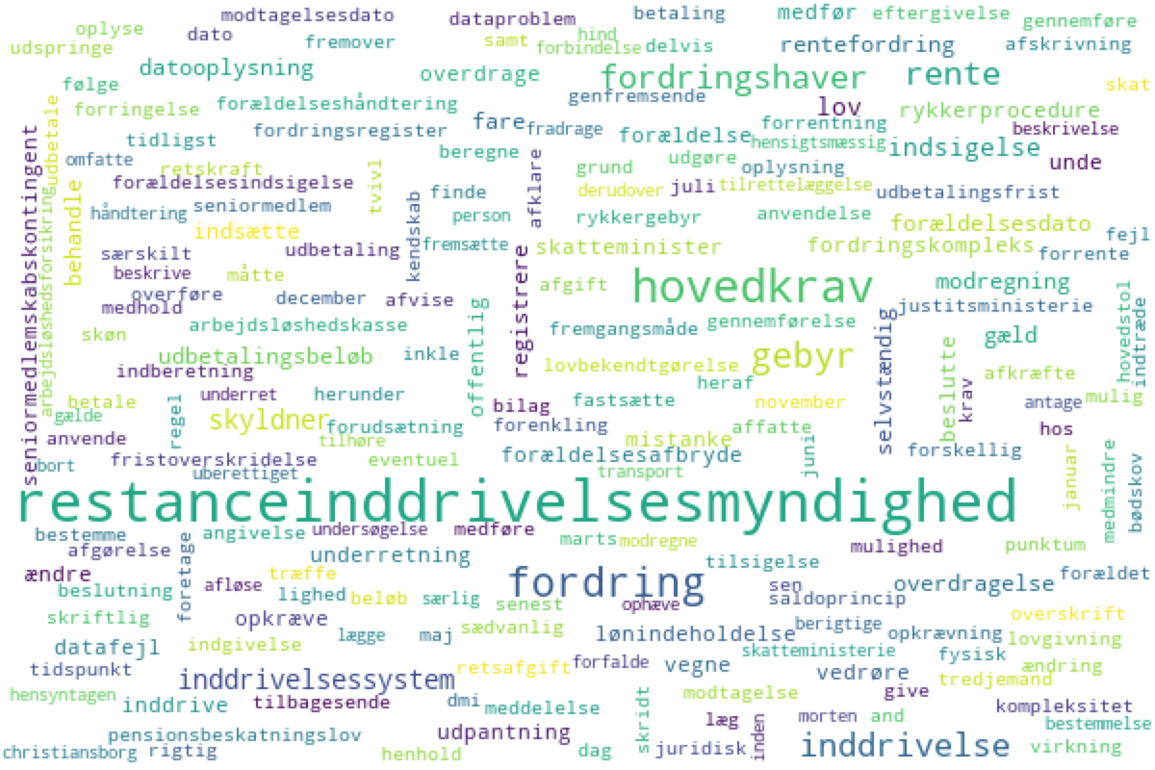 modtagelsesdato dataproblem betaling medfør eftergivelse
oplyse hind gennemføre
udspringe dato fremover samt forbindelse delvis rentefordring afskrivning
følge datooplysning overdrage fordringshaver rente skat
forringelse forældelseshåndtering genfremsende lov rykkerprocedure
tidligst fordringsregister fare fradrage forældelse forrentning hensigtsmæssig indsigelse beskrivelse
omfatte retskraft beregne grund udgøre oplysning unde
forældelsesindsigelse tvivl finde afklare derudover juli tilrettelæggelse udbetalingsfrist
håndtering seniormedlem kendskab person rykkergebyr anvendelse forældelsesdato
seniormedlemskabskontingent arbejdsløshedsforsikring udbetale behandle
særskilt indsætte udbetaling fremsætte skatteminister fordringskompleks forrente fejl
beskrive måtte registrere afgift hovedkrav modregning
medhold overføre december afvise justitsministerie
skøn arbejdsløshedskasse offentlig fremgangsmåde gennemførelse selvstændig gæld hovedstol indtræde
indberetning udbetalingsbeløb inkle lovbekendtgørelse gebyr beslutte afkræfte
betale underret herunder heraf krav mulig
gælde regel skyldner forudsætning bilag fastsætte november antage
anvende tilhøre forenkling mistanke affatte hos
bort fristoverskridelse eventuel forældelsesafbryde juni forskellig januar medmindre bødskov
uberettiget transport
restanceinddrivelsesmyndighed
bestemme angivelse undersøgelse medføre marts modregne mulighed punktum
afgørelse foretage underretning fordring tilsigelse
ændre afløse træffe sen overdragelse forældet
beslutning lighed beløb særlig senest ophæve saldoprincip
skriftlig opkræve sædvanlig berigtige overskrift
datafejl indgivelse lægge maj lønindeholdelse opkrævning lovgivning
tidspunkt retsafgift forfalde vegne skatteministerie vedrøre fysisk ændring
hensyntagen inddrivelsessystem modtagelse give tredjemand
inddrive tilbagesende dmi meddelelse skridt læg inden morten and kompleksitet
pensionsbeskatningslov udpantning bestemmelse
christiansborg rigtig henhold dag juridisk inddrivelse virkning